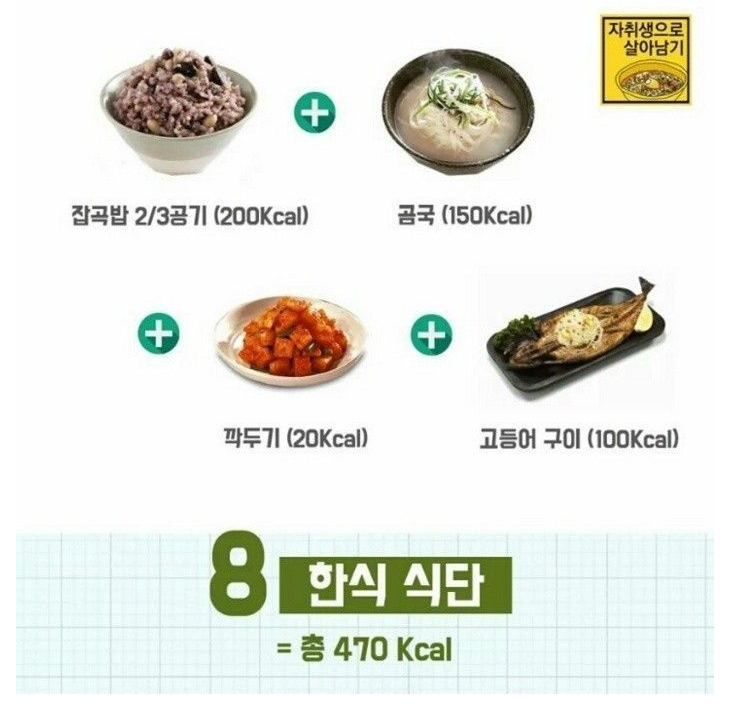 자취생으로
살아남기
잡곡밥 2/3공기 (200Kcal)
곰국 (150Kcal)
깍두기 (20Kcal)
고등어 구이 (100Kcal)
8 한식 식단
= 총 470 Kcal